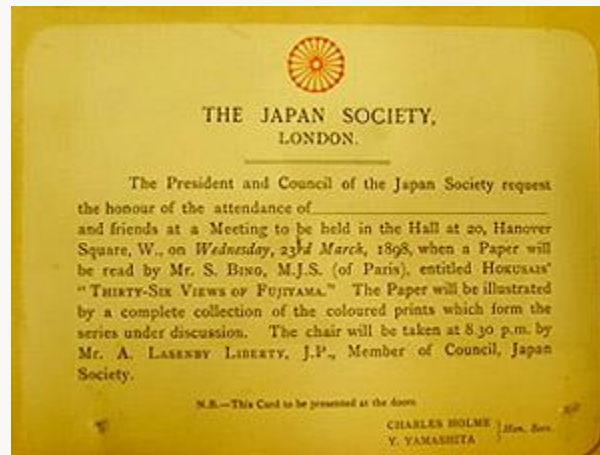 THE JAPAN SOCIETY,
LONDON.
The President and Council of the Japan Society request
the honour of the attendance of
and friends at a Meeting to be held in the Hall at 20, Hanover
Square, W., on Wednesday, 23rd March, 1898, when a Paper will
be read by Mr. S. BING, M.J.S. (of Paris), entitled HOKUSAIS'
"THIRTY-SIX VIEWS OF FUJIYAMA." The Paper will be illustrated
by a complete collection of the coloured prints which form the
series under discussion. The chair will be taken at 8.30 p.m. by
Mr. A. LASENBY LIBERTY, J.P., Member of Council, Japan
Society.
N.B.—This Card to be presented at the doors.
CHARLES HOLME
Y. YAMASHITA
Hon. Secs.